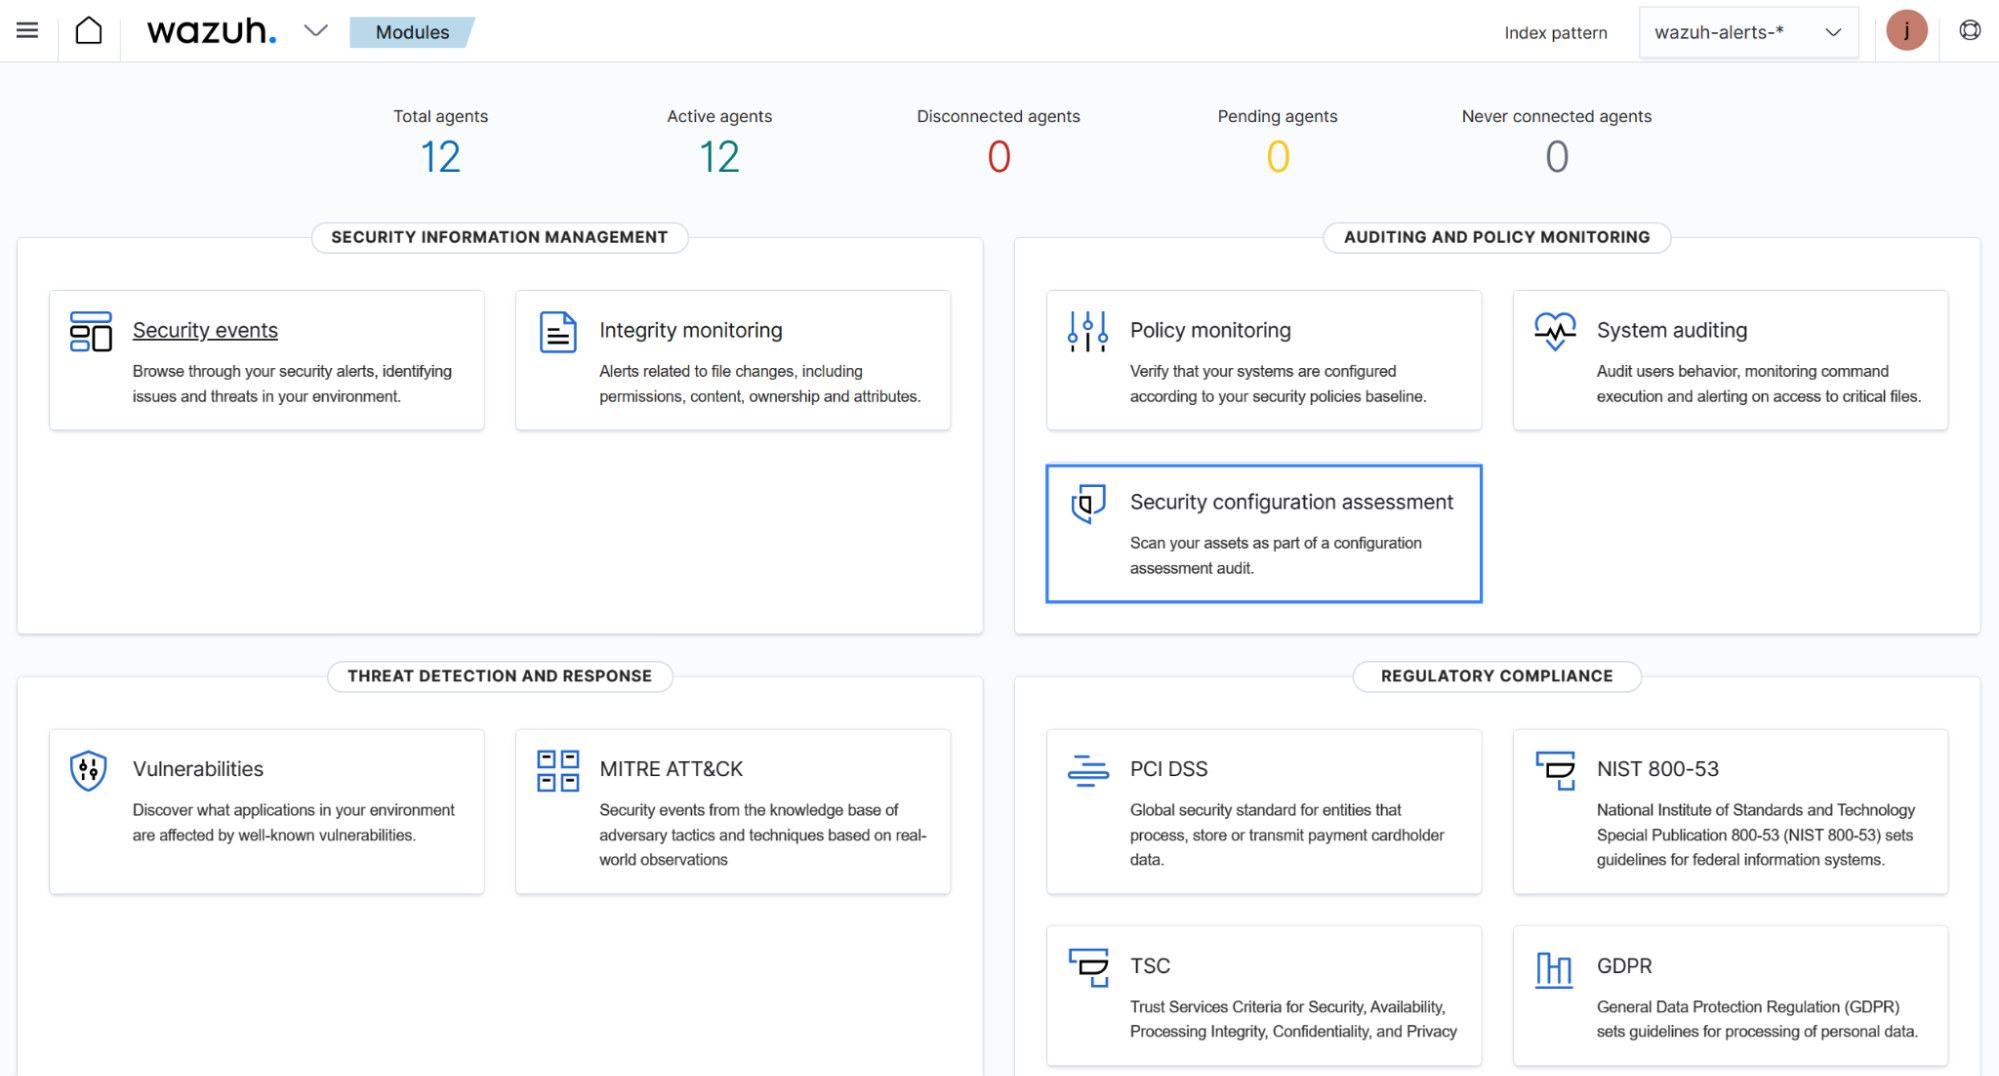 wazuh.
Modules
Index pattern
wazuh-alerts-*
j
Total agents
12
Active agents
12
Disconnected agents
0
Pending agents
0
Never connected agents
0
SECURITY INFORMATION MANAGEMENT
Security events
Browse through your security alerts, identifying
issues and threats in your environment.
Integrity monitoring
Alerts related to file changes, including
permissions, content, ownership and attributes.
AUDITING AND POLICY MONITORING
Policy monitoring
Verify that your systems are configured
according to your security policies baseline.
System auditing
Audit users behavior, monitoring command
execution and alerting on access to critical files.
Security configuration assessment
Scan your assets as part of a configuration
assessment audit.
THREAT DETECTION AND RESPONSE
Vulnerabilities
Discover what applications in your environment
are affected by well-known vulnerabilities.
MITRE ATT&CK
Security events from the knowledge base of
adversary tactics and techniques based on real-
world observations
REGULATORY COMPLIANCE
PCI DSS
Global security standard for entities that
process, store or transmit payment cardholder
data.
NIST 800-53
National Institute of Standards and Technology
Special Publication 800-53 (NIST 800-53) sets
guidelines for federal information systems.
TSC
Trust Services Criteria for Security, Availability,
Processing Integrity, Confidentiality, and Privacy
GDPR
General Data Protection Regulation (GDPR)
sets guidelines for processing of personal data.